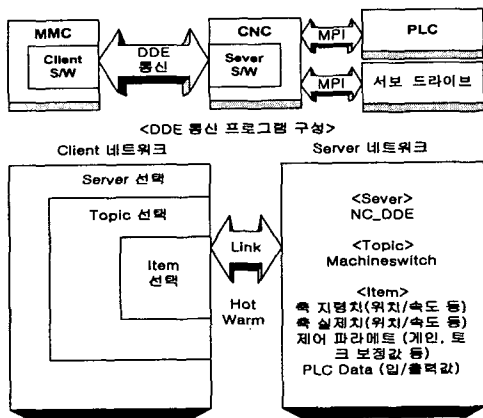 MMC
Client
S/W
DDE
통신
CNC
Sever
S/W
MPI
PLC
MPI
서보 드라이브
<DDE 통신 프로그램 구성>
Client 네트워크
Server 네트워크
Server 선택
Topic 선택
Item
선택
Link
Hot
Warm
<Sever>
NC_DDE
<Topic>
Machineswitch
<Item>
축 지령치(위치/속도 등)
축 실제치(위치/속도 등)
제어 파라메트 (게인, 토
크 보정값 등)
PLC Data (입/출력값)